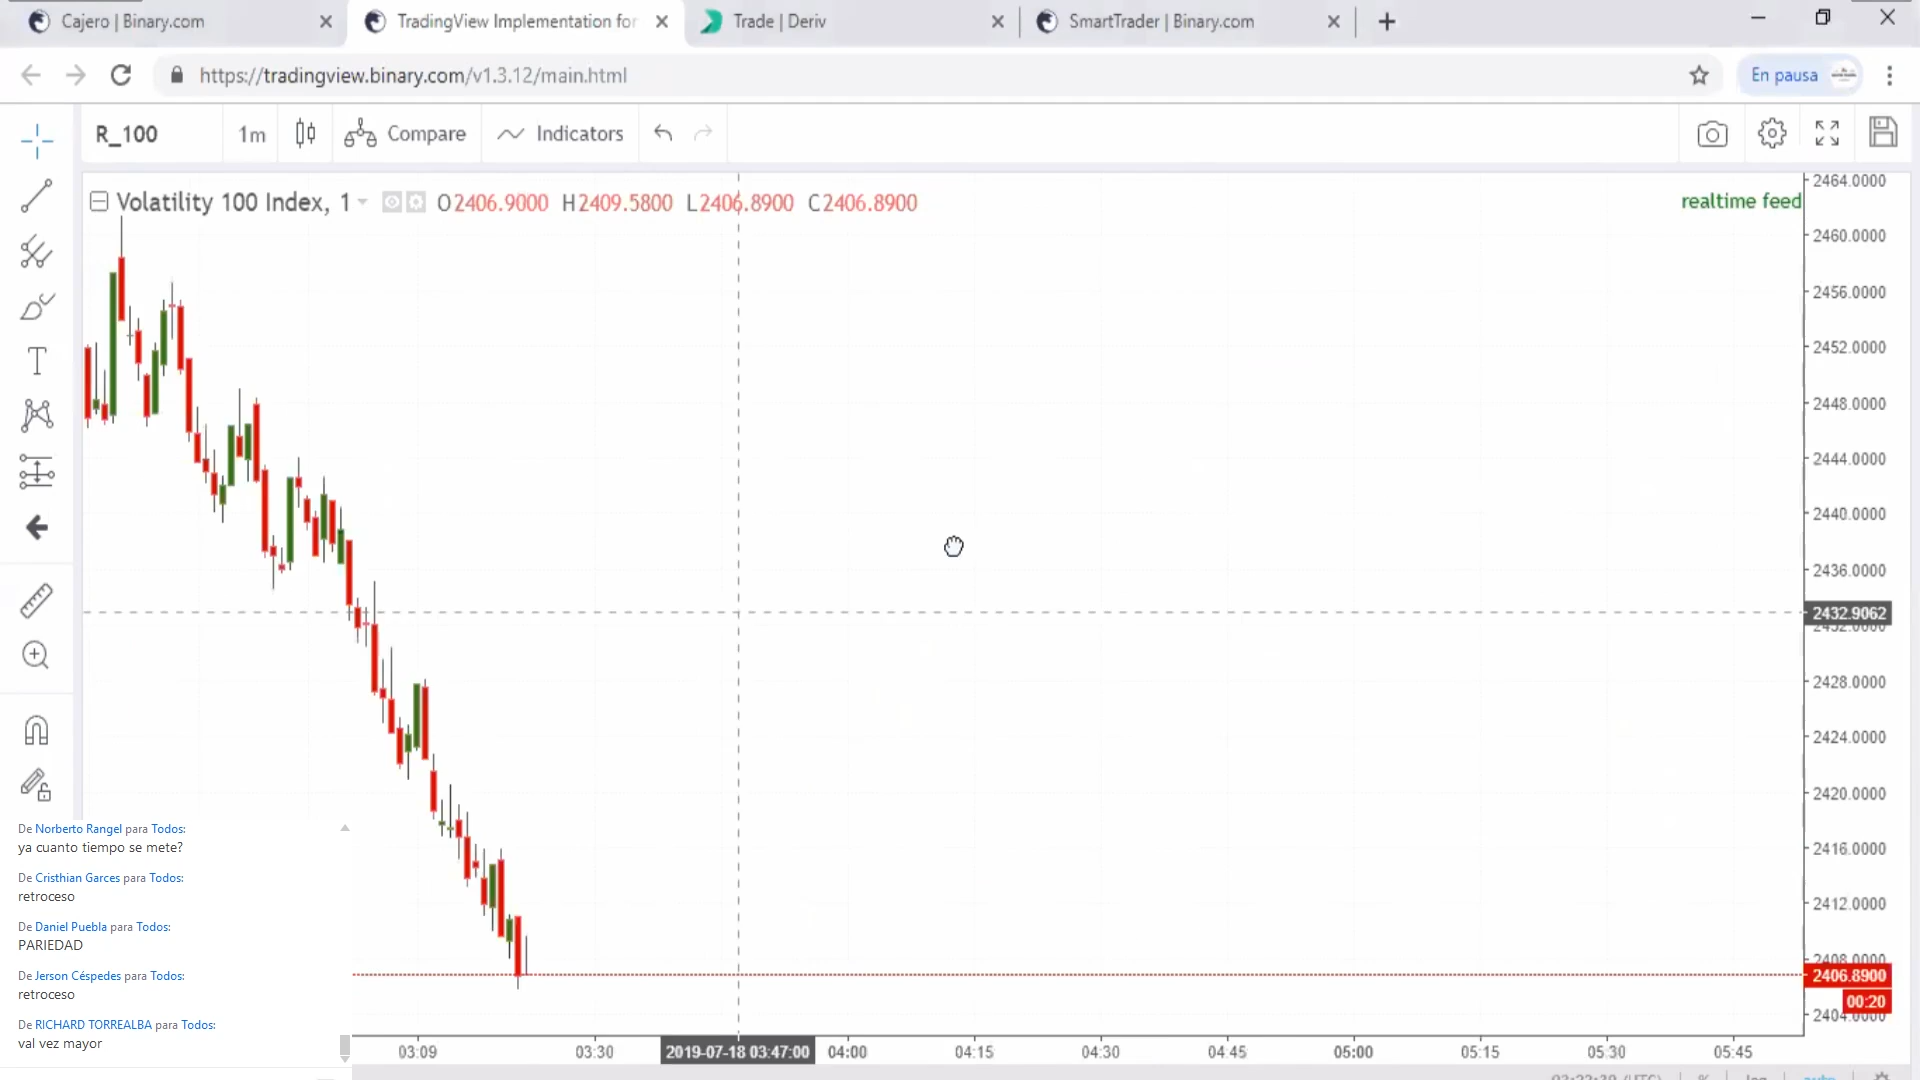 Cajero | Binary.com
TradingView Implementation for
Trade | Deriv
SmartTrader | Binary.com
https://tradingview.binary.com/v1.3.12/main.html
En pausa
R_100
1m
Compare
Indicators
Volatility 100 Index, 1
O2406.9000 H2409.5800 L2406.8900 C2406.8900
realtime feed
2464.0000
2460.0000
2456.0000
2452.0000
2448.0000
2444.0000
2440.0000
2436.0000
2432.9062
2432.0000
2428.0000
2424.0000
2420.0000
2416.0000
2412.0000
2408.0000
2406.8900
00:20
2404.0000
De Norberto Rangel para Todos:
ya cuanto tiempo se mete?
De Cristhian Garces para Todos:
retroceso
De Daniel Puebla para Todos:
PARIEDAD
De Jerson Céspedes para Todos:
retroceso
De RICHARD TORREALBA para Todos:
val vez mayor
03:09
03:30
2019-07-18 03:47:00
04:00
04:15
04:30
04:45
05:00
05:15
05:30
05:45